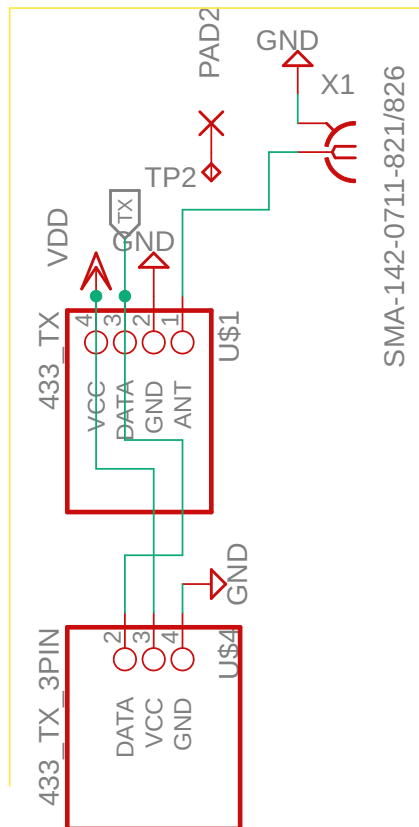 PAD2
GND
X1
TP2
SMA-142-0711-821/826
TX
GND
VDD
433_TX
4
3
2
1
U$1
VCC
DATA
GND
ANT
GND
433_TX_3PIN
2
3
4
U$4
DATA
VCC
GND